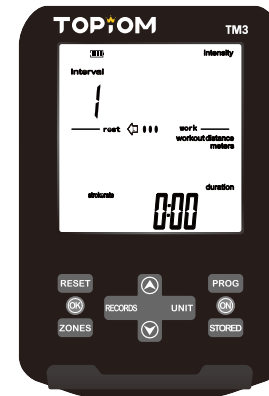 TOPIOM
TM3
intensity
interval
1
rest
work
workout distance
meters
duration
strokerate
0:00
RESET
PROG
OK
RECORDS
UNIT
ON
ZONES
STORED